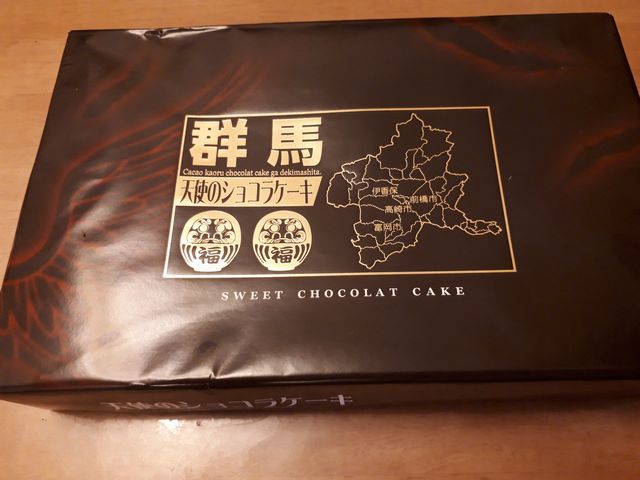 群馬
Cacao kaoru chocolat cake ga dekimashita.
天使のショコラケーキ
福 福
伊香保
前橋市
高崎市
富岡市
SWEET CHOCOLAT CAKE
天使のショコラケーキ